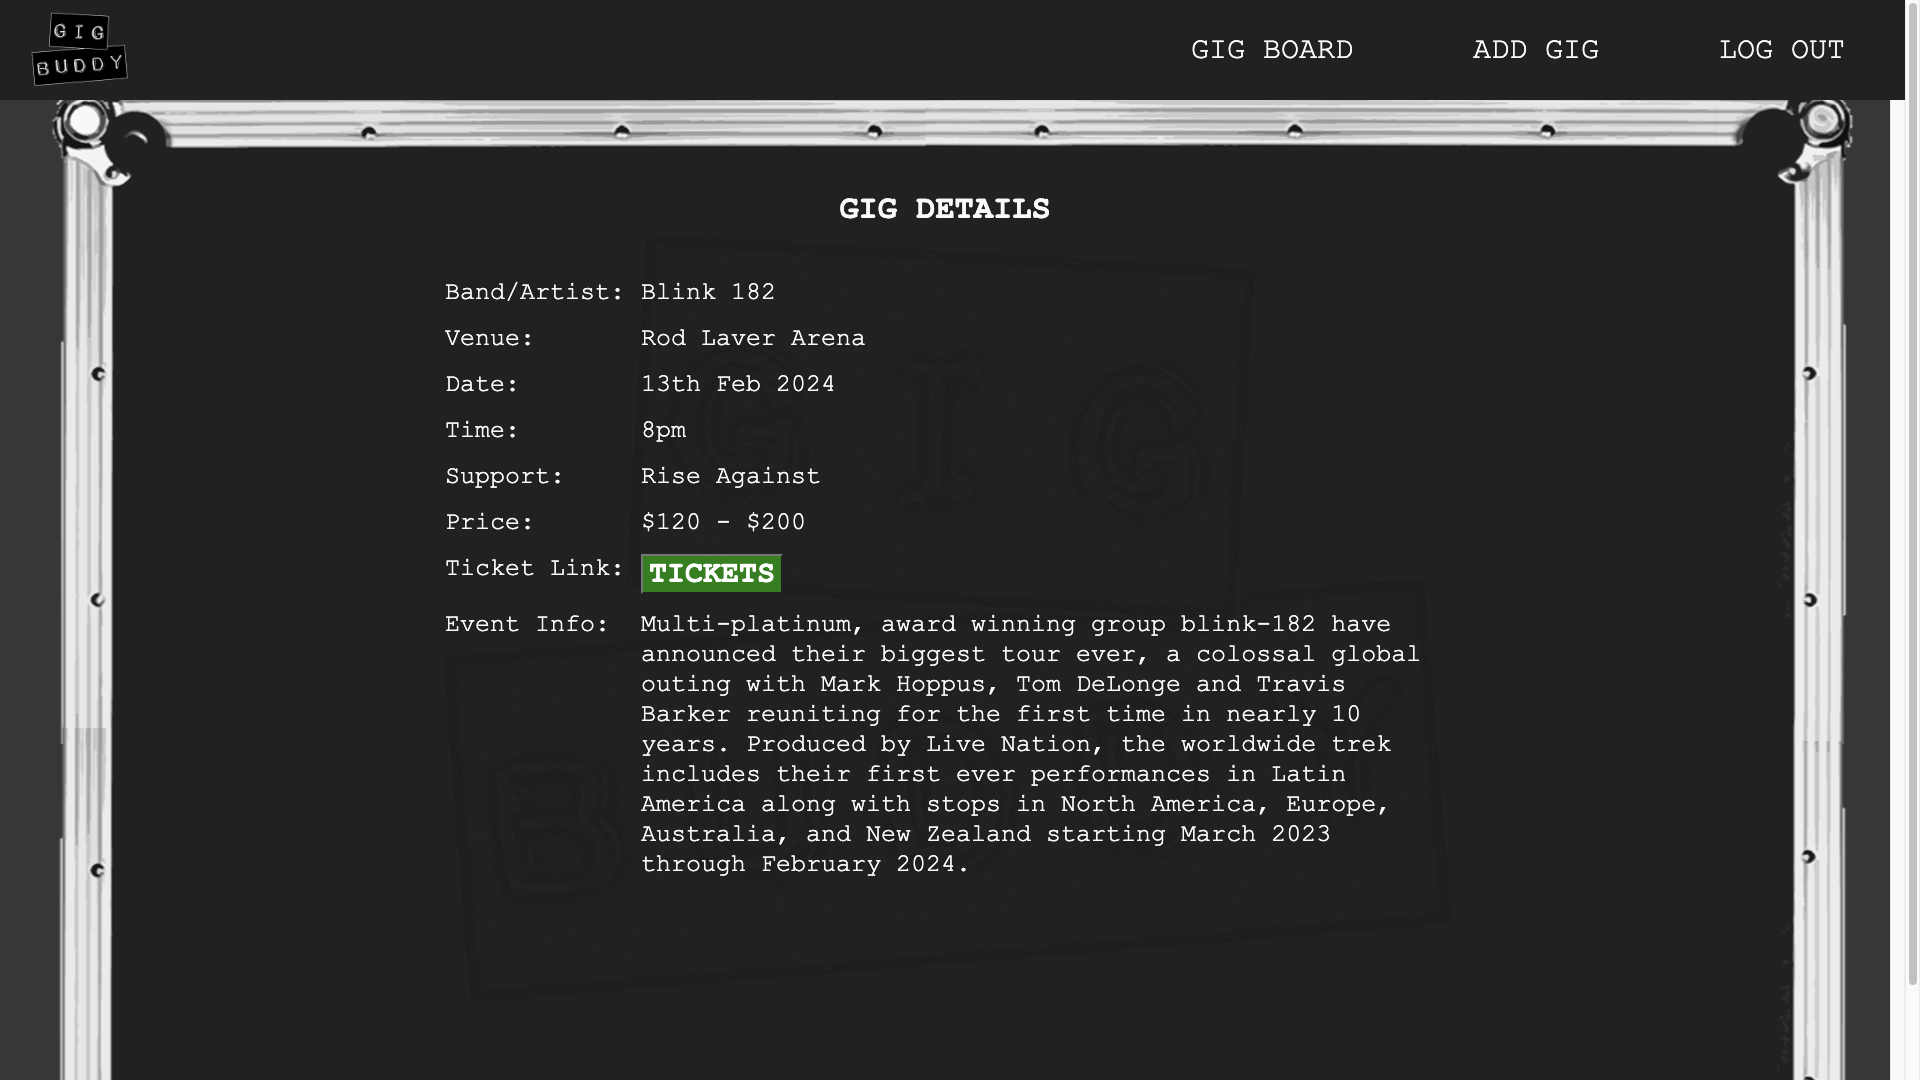 GIG
BUDDY
GIG BOARD
ADD GIG
LOG OUT
GIG DETAILS
Band/Artist: Blink 182
Venue: Rod Laver Arena
Date: 13th Feb 2024
Time: 8pm
Support: Rise Against
Price: $120 - $200
Ticket Link: TICKETS
Event Info: Multi-platinum, award winning group blink-182 have
announced their biggest tour ever, a colossal global
outing with Mark Hoppus, Tom DeLonge and Travis
Barker reuniting for the first time in nearly 10
years. Produced by Live Nation, the worldwide trek
includes their first ever performances in Latin
America along with stops in North America, Europe,
Australia, and New Zealand starting March 2023
through February 2024.